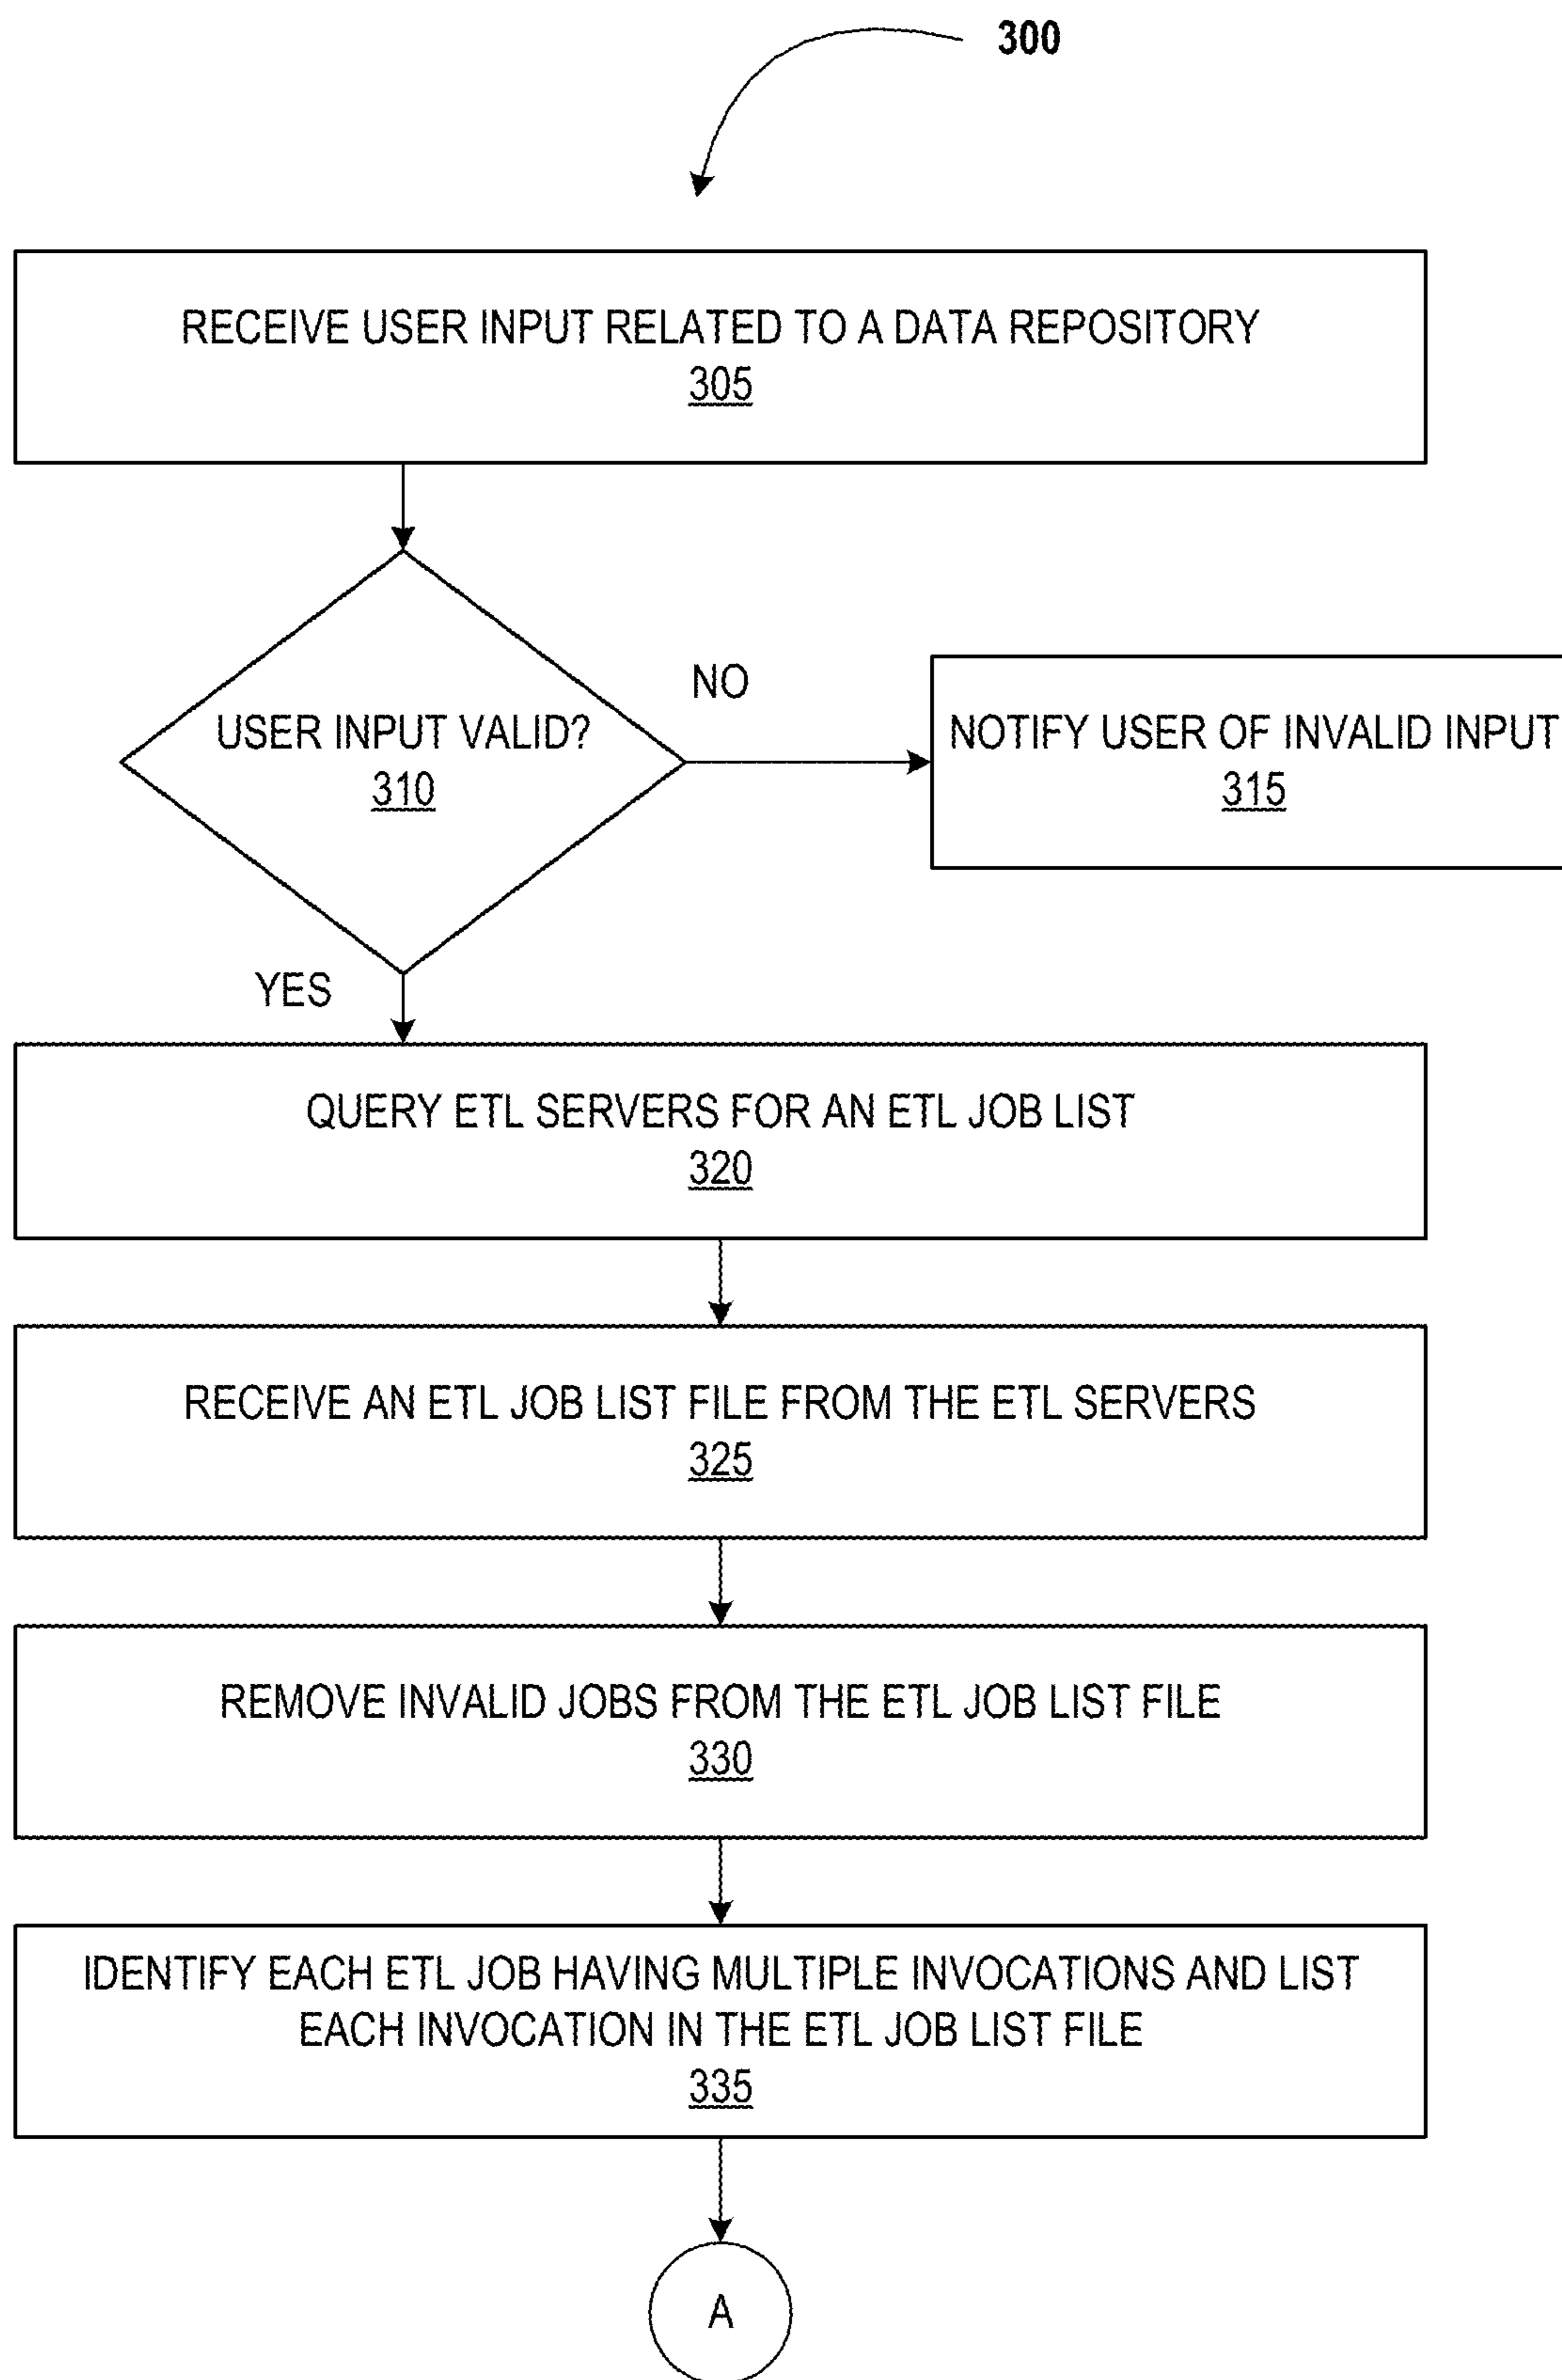 300
RECEIVE USER INPUT RELATED TO A DATA REPOSITORY
305
NO
USER INPUT VALID?
310
NOTIFY USER OF INVALID INPUT
315
YES
QUERY ETL SERVERS FOR AN ETL JOB LIST
320
RECEIVE AN ETL JOB LIST FILE FROM THE ETL SERVERS
325
REMOVE INVALID JOBS FROM THE ETL JOB LIST FILE
330
IDENTIFY EACH ETL JOB HAVING MULTIPLE INVOCATIONS AND LIST
EACH INVOCATION IN THE ETL JOB LIST FILE
335
A